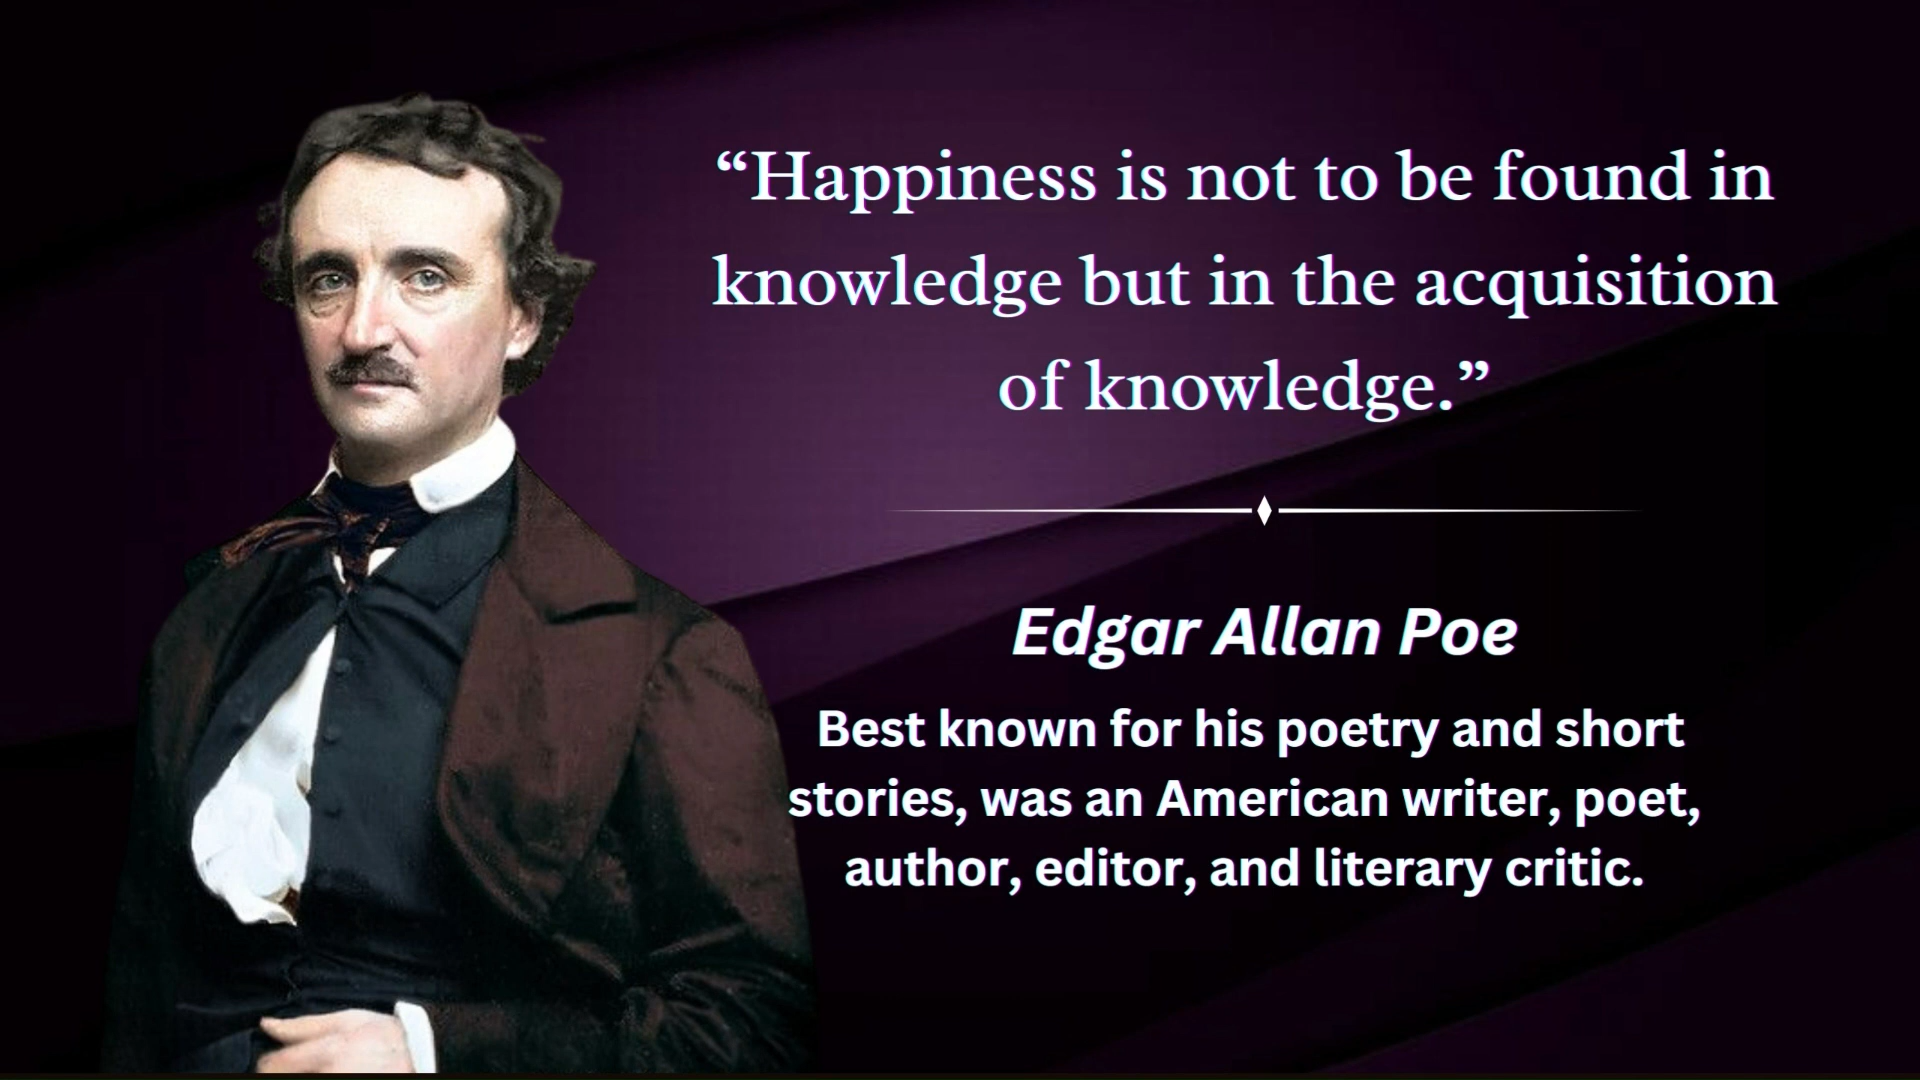 “Happiness is not to be found in
knowledge but in the acquisition
of knowledge.”
Edgar Allan Poe
Best known for his poetry and short
stories, was an American writer, poet,
author, editor, and literary critic.